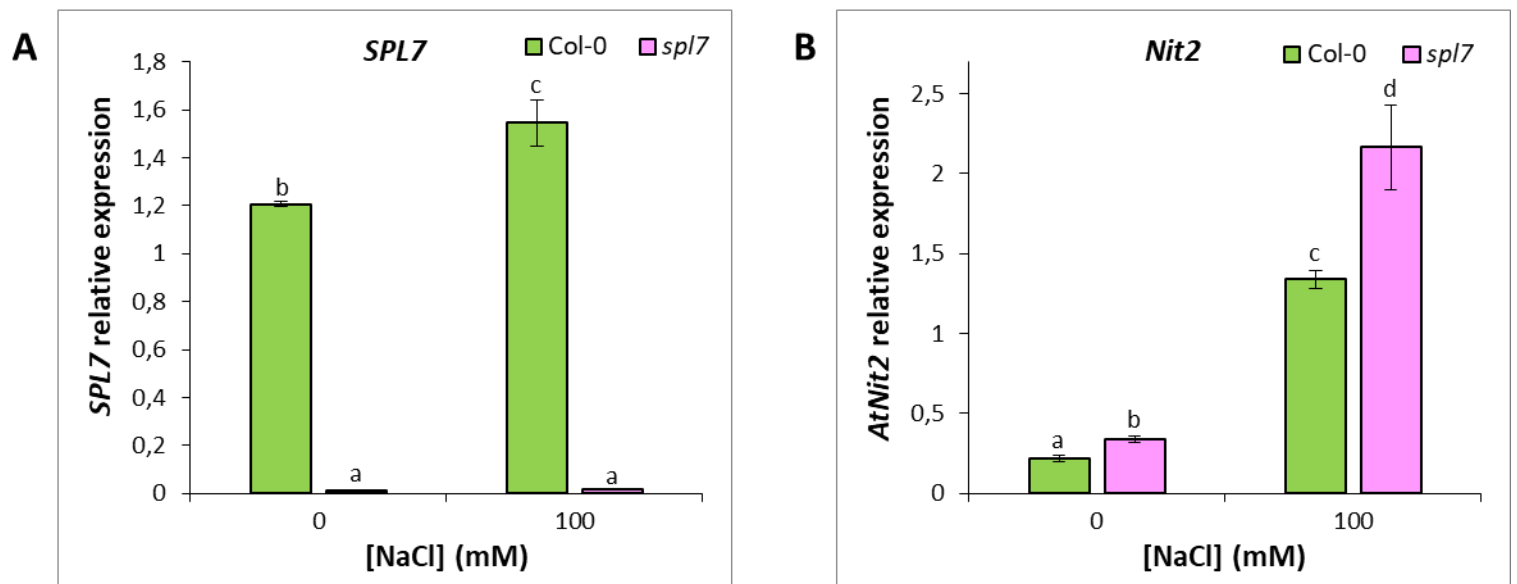 A
SPL7
Col-0
spl7
SPL7 relative expression
1,8
1,6
1,4
1,2
1
0,8
0,6
0,4
0,2
0
b
a
c
a
0
100
[NaCl] (mM)
B
Nit2
Col-0
spl7
AtNit2 relative expression
2,5
2
1,5
1
0,5
0
a
b
c
d
0
100
[NaCl] (mM)